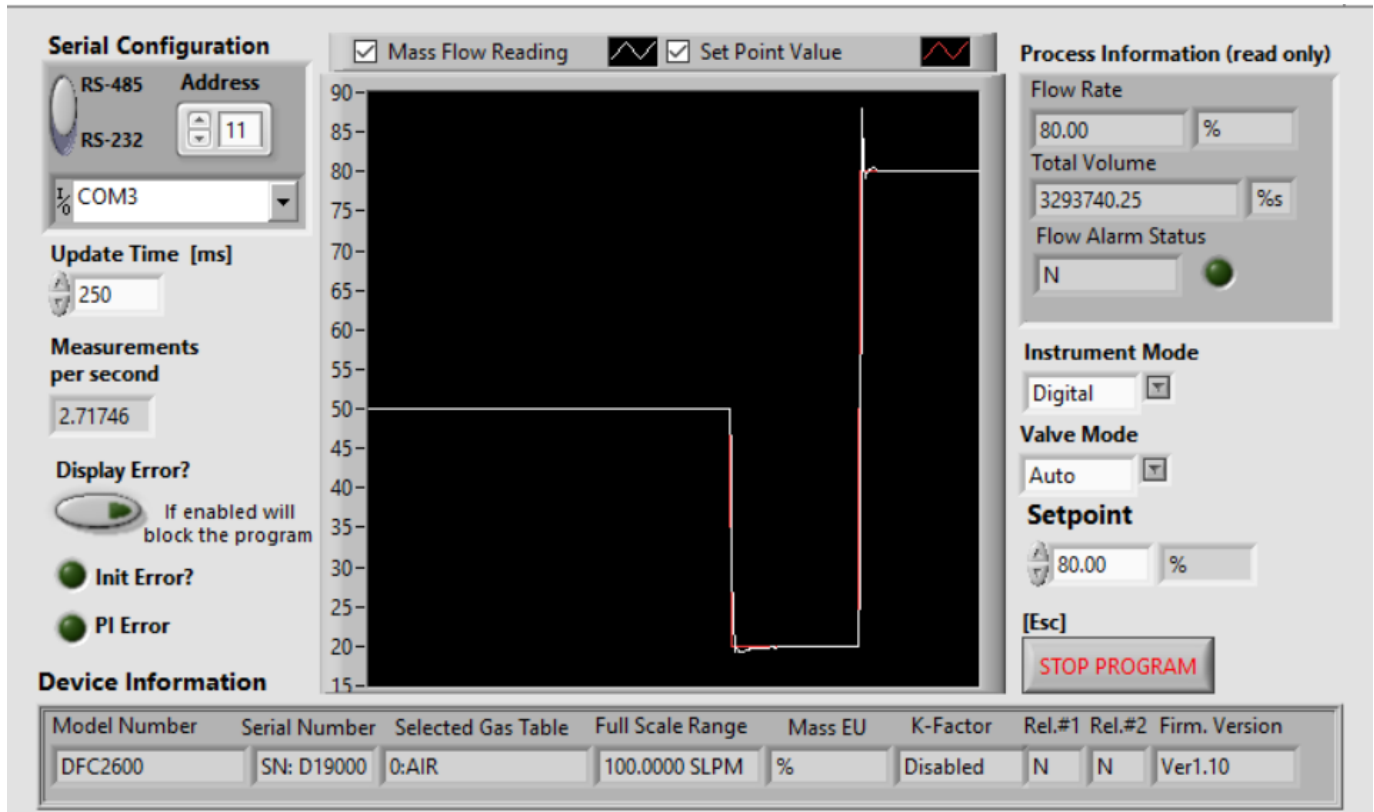 Serial Configuration
RS-485
Address
11
RS-232
I/O COM3
Update Time [ms]
250
Measurements
per second
2.71746
Display Error?
If enabled will
block the program
Init Error?
PI Error
Mass Flow Reading
Set Point Value
90
85
80
75
70
65
60
55
50
45
40
35
30
25
20
15
Process Information (read only)
Flow Rate
80.00 %
Total Volume
3293740.25 %s
Flow Alarm Status
N
Instrument Mode
Digital
Valve Mode
Auto
Setpoint
80.00 %
[Esc]
STOP PROGRAM
Device Information
Model Number Serial Number Selected Gas Table Full Scale Range Mass EU K-Factor Rel.#1 Rel.#2 Firm. Version
DFC2600 SN: D19000 0:AIR 100.0000 SLPM % Disabled N N Ver1.10